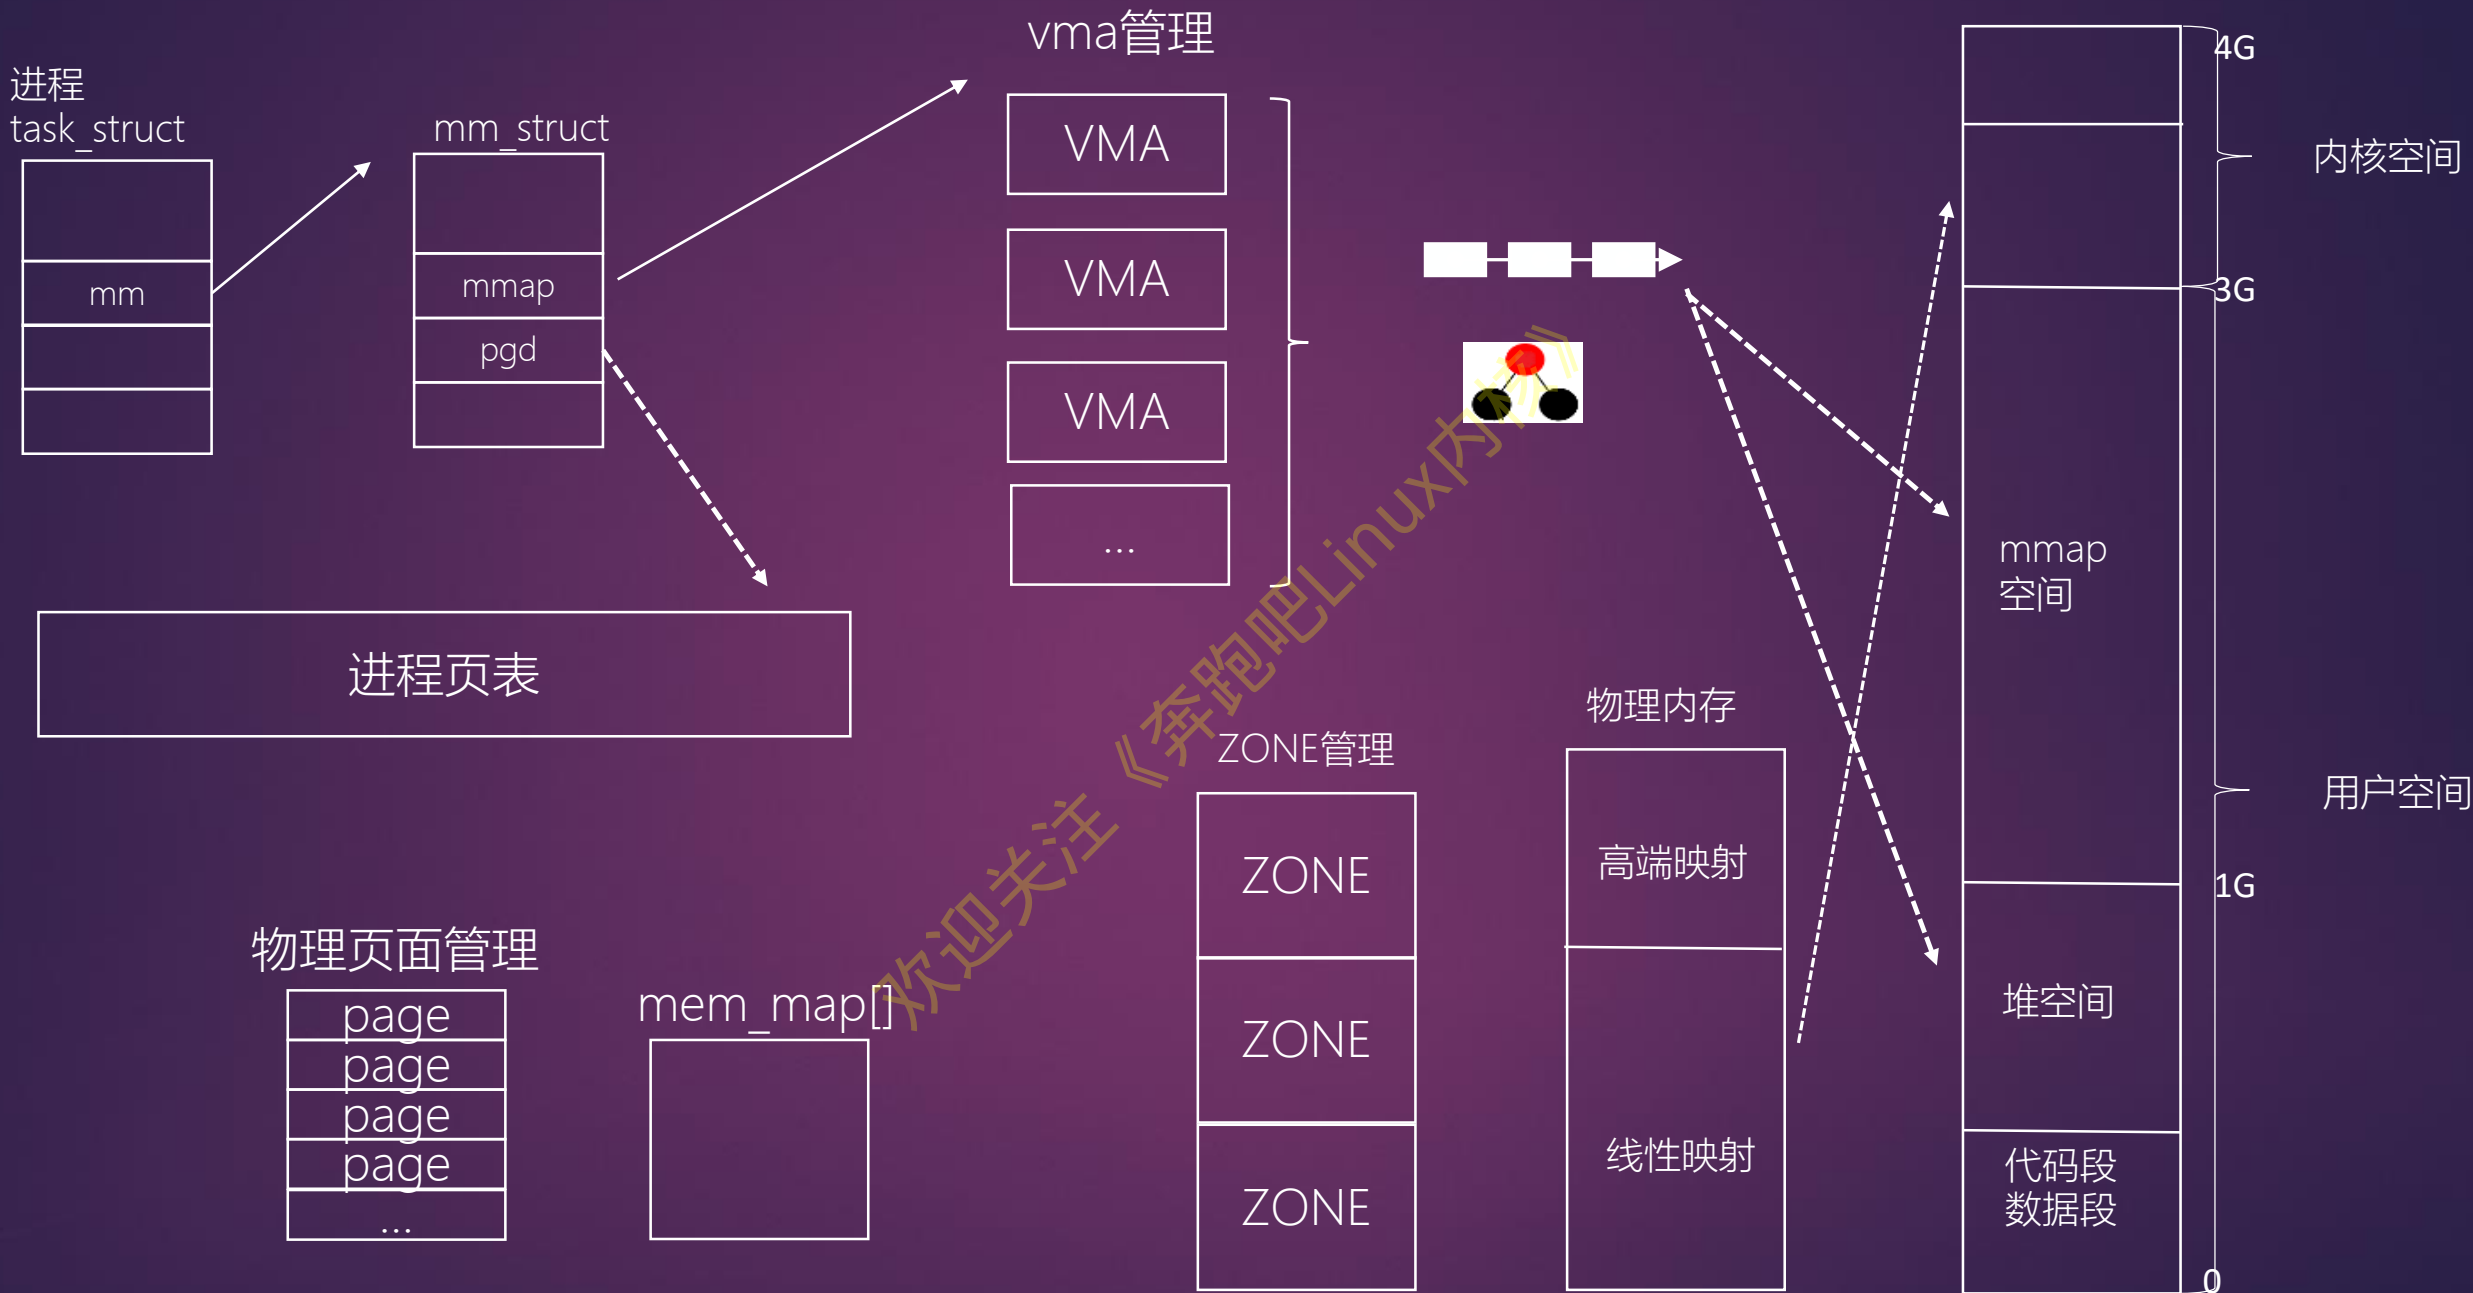 vma管理
进程
task_struct
mm
mm_struct
mmap
pgd
VMA
VMA
VMA
...
4G
内核空间
3G
mmap
空间
用户空间
1G
堆空间
代码段
数据段
0
进程页表
物理内存
高端映射
线性映射
ZONE管理
ZONE
ZONE
ZONE
物理页面管理
page
page
page
page
...
mem_map[]
欢迎关注《奔跑吧Linux内核》